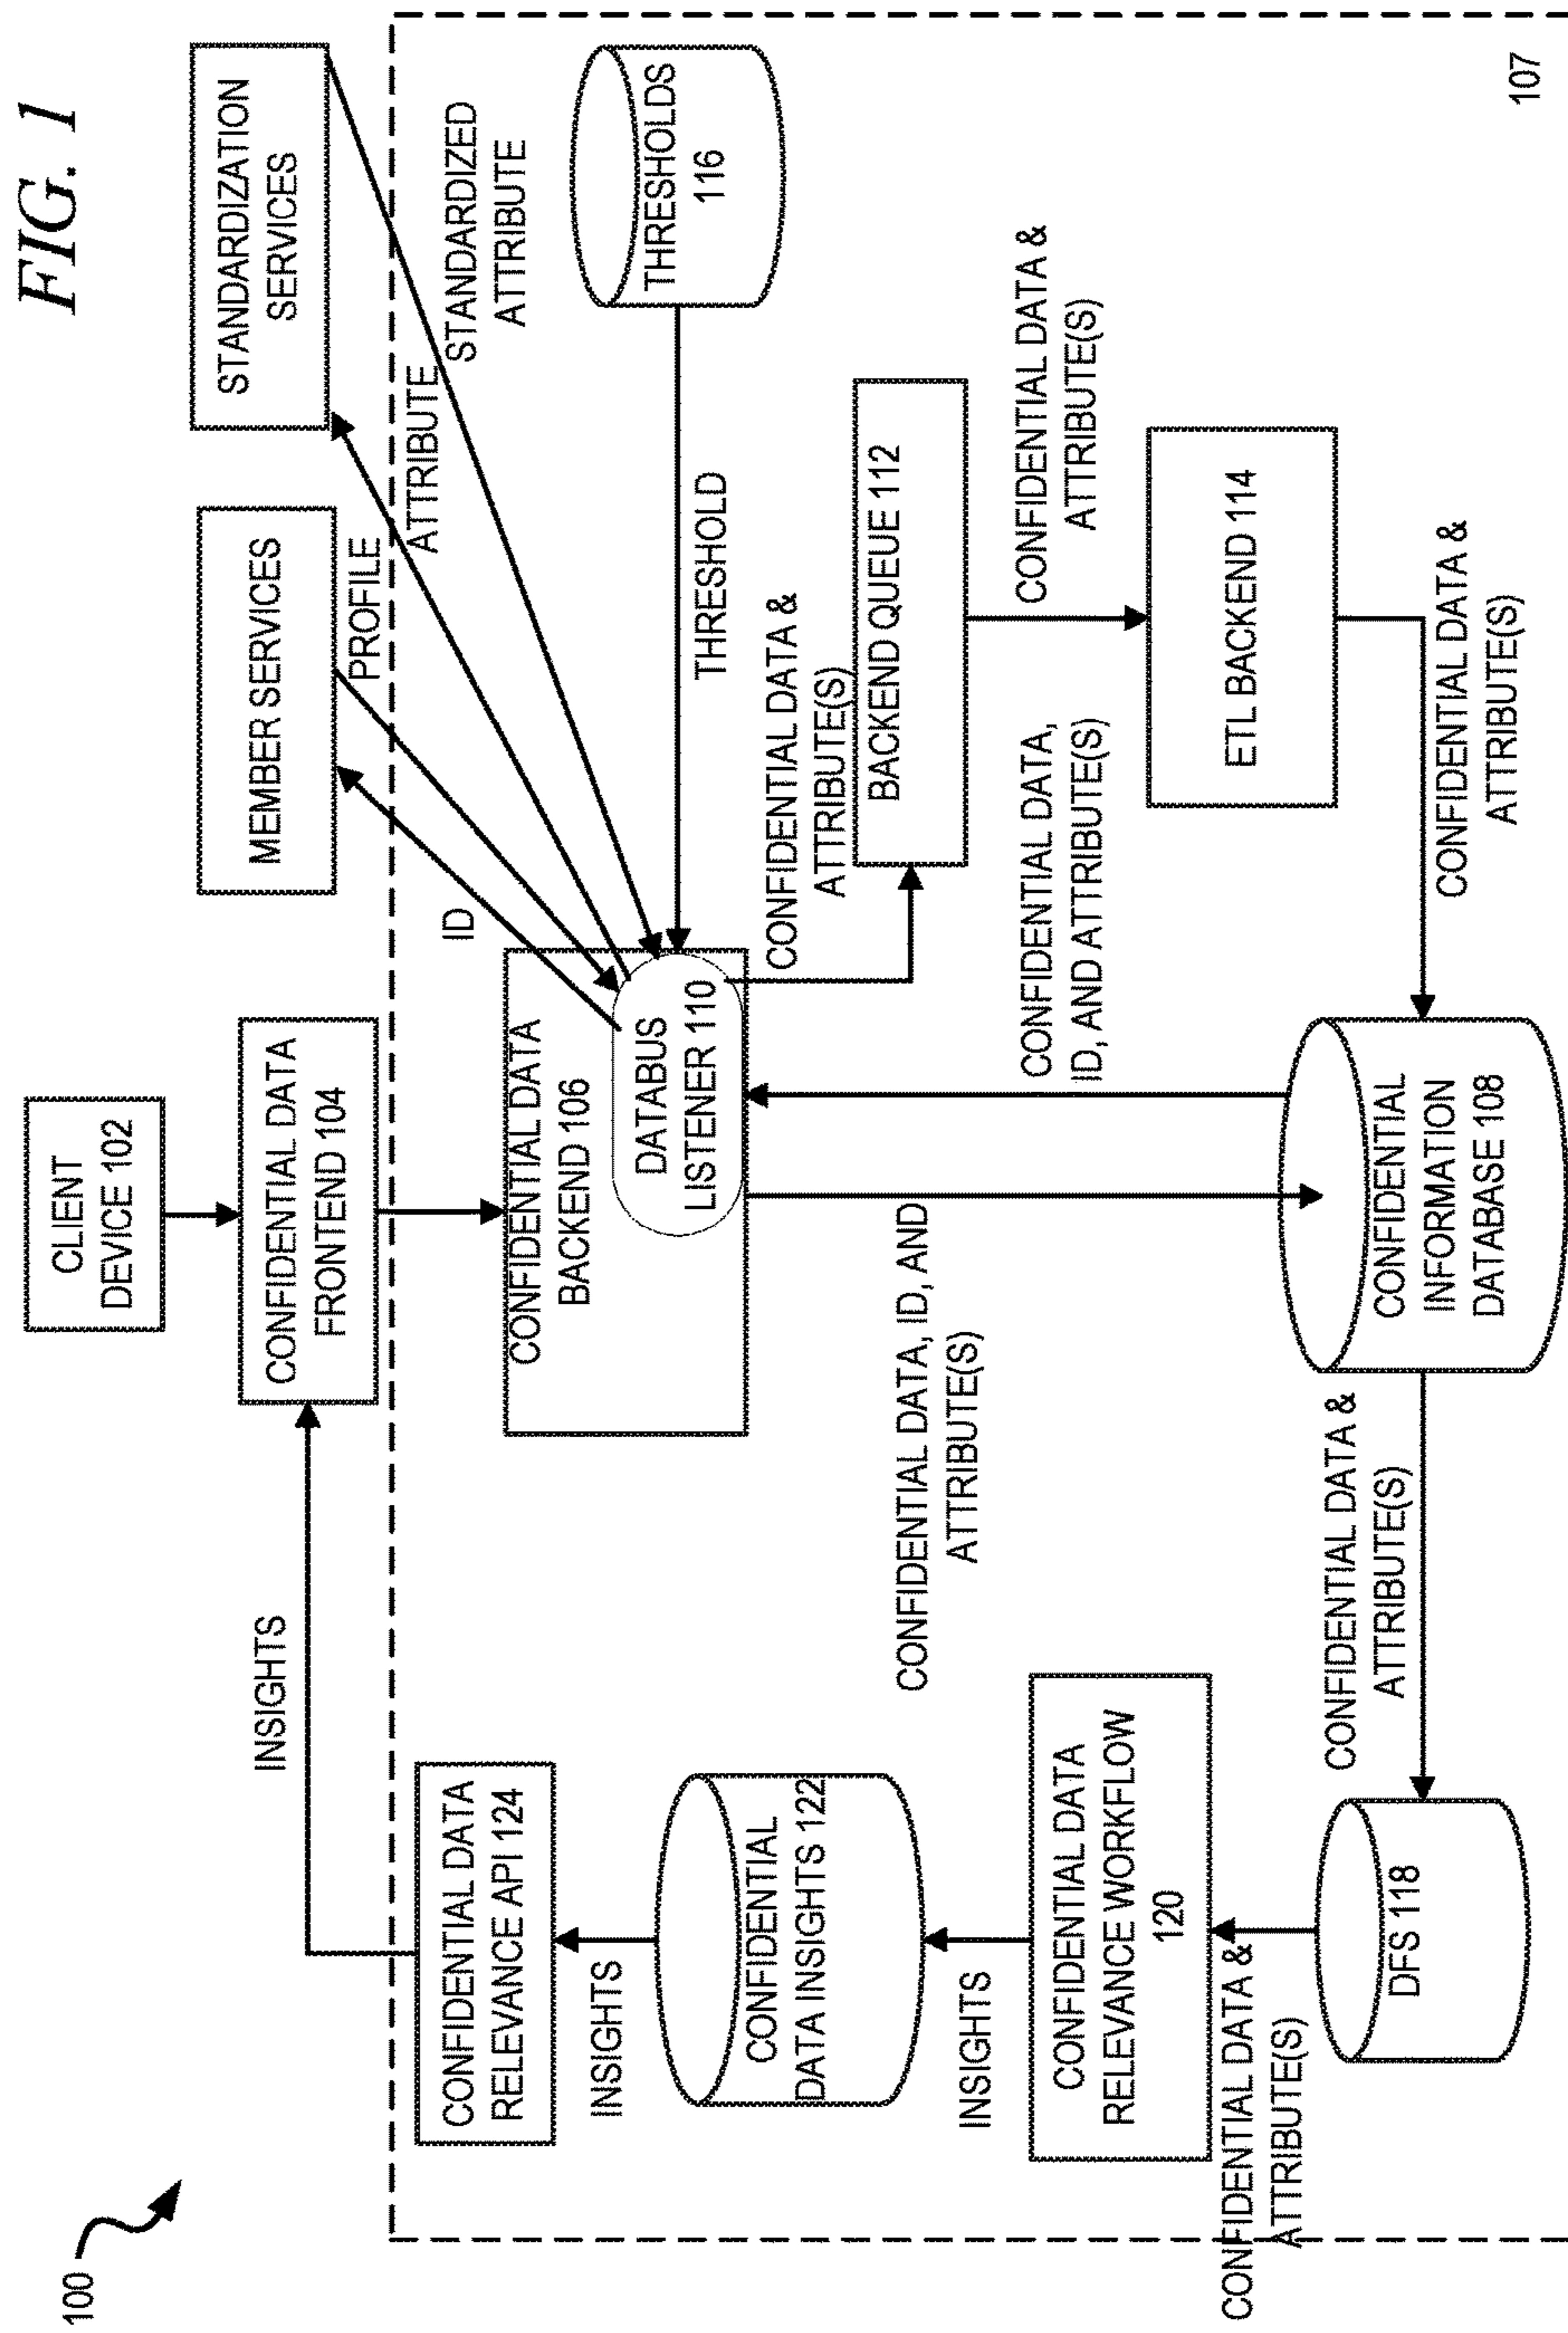 FIG. 1
100
CLIENT
DEVICE 102
CONFIDENTIAL DATA
FRONTEND 104
INSIGHTS
MEMBER SERVICES
STANDARDIZATION
SERVICES
ID
PROFILE
ATTRIBUTE
STANDARDIZED
ATTRIBUTE
CONFIDENTIAL DATA
RELEVANCE API 124
CONFIDENTIAL DATA
BACKEND 106
DATABUS
LISTENER 110
THRESHOLD
THRESHOLDS
116
INSIGHTS
CONFIDENTIAL
DATA INSIGHTS 122
CONFIDENTIAL DATA &
ATTRIBUTE(S)
BACKEND QUEUE 112
CONFIDENTIAL DATA, ID, AND
ATTRIBUTE(S)
INSIGHTS
CONFIDENTIAL DATA,
ID, AND ATTRIBUTE(S)
CONFIDENTIAL DATA &
ATTRIBUTE(S)
CONFIDENTIAL DATA
RELEVANCE WORKFLOW
120
ETL BACKEND 114
CONFIDENTIAL DATA &
ATTRIBUTE(S)
DFS 118
CONFIDENTIAL DATA &
ATTRIBUTE(S)
CONFIDENTIAL
INFORMATION
DATABASE 108
CONFIDENTIAL DATA &
ATTRIBUTE(S)
107